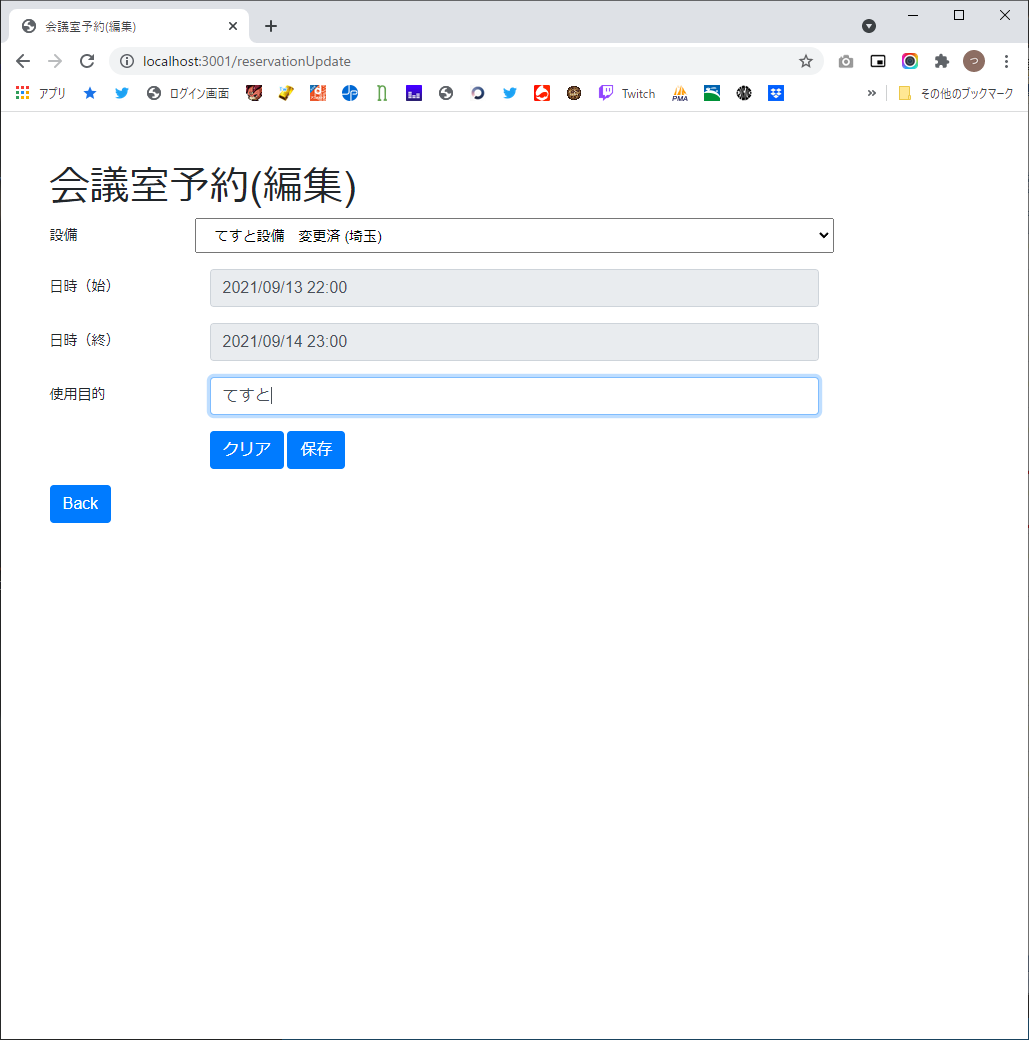 会議室予約(編集)
localhost:3001/reservationUpdate
つ
アプリ ログイン画面 Twitch PMA » その他のブックマーク
会議室予約(編集)
設備 てすと設備　変更済 (埼玉)
日時（始） 2021/09/13 22:00
日時（終） 2021/09/14 23:00
使用目的 てすと
クリア 保存
Back